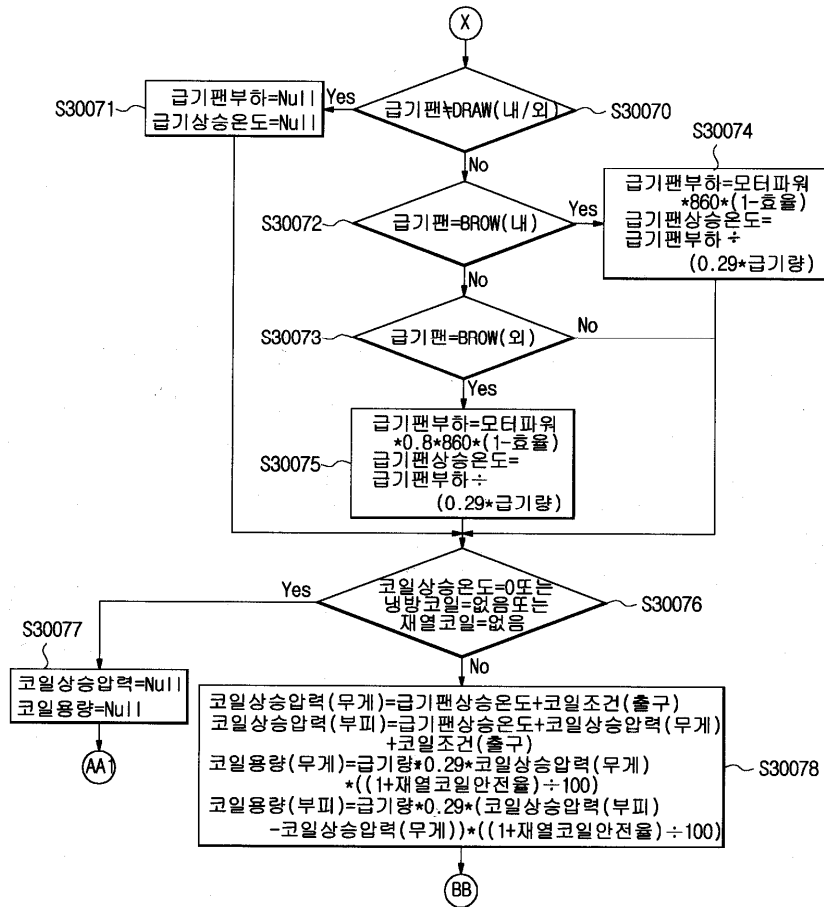 X
급기팬≒DRAW(내/외)
S30070
Yes
급기팬부하=Null
급기상승온도=Null
S30071
No
급기팬=BROW(내)
S30072
Yes
S30074
급기팬부하=모터파워
*860*(1-효율)
급기팬상승온도=
급기팬부하÷
(0.29*급기량)
No
급기팬=BROW(외)
S30073
No
Yes
급기팬부하=모터파워
*0.8*860*(1-효율)
급기팬상승온도=
급기팬부하÷
(0.29*급기량)
S30075
코일상승온도=0또는
냉방코일=없음또는
재열코일=없음
S30076
Yes
S30077
코일상승압력=Null
코일용량=Null
AA1
No
코일상승압력(무게)=급기팬상승온도+코일조건(출구)
코일상승압력(부피)=급기팬상승온도+코일상승압력(무게)
+코일조건(출구)
코일용량(무게)=급기량*0.29*코일상승압력(무게)
*((1+재열코일안전율)÷100)
코일용량(부피)=급기량*0.29*(코일상승압력(부피)
-코일상승압력(무게))*((1+재열코일안전율)÷100)
S30078
BB